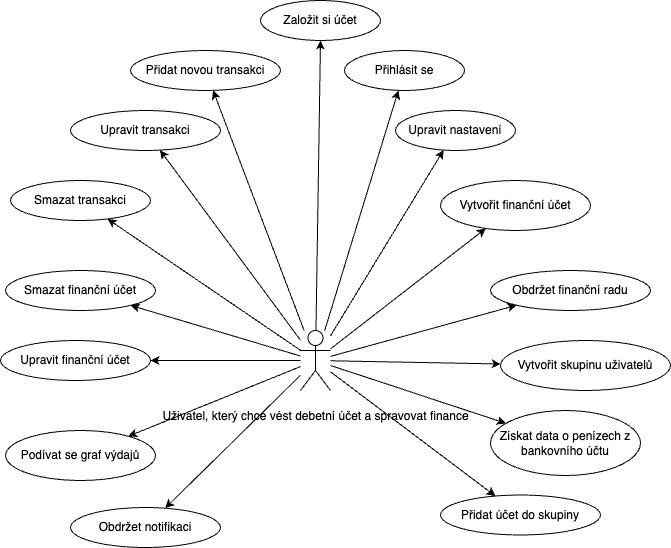 Založit si účet
Přidat novou transakci
Přihlásit se
Upravit transakci
Upravit nastavení
Smazat transakci
Vytvořit finanční účet
Smazat finanční účet
Obdržet finanční radu
Upravit finanční účet
Vytvořit skupinu uživatelů
Uživatel, který chce vést debetní účet a spravovat finance
Podívat se graf výdajů
Získat data o penízech z
bankovního účtu
Přidat účet do skupiny
Obdržet notifikaci